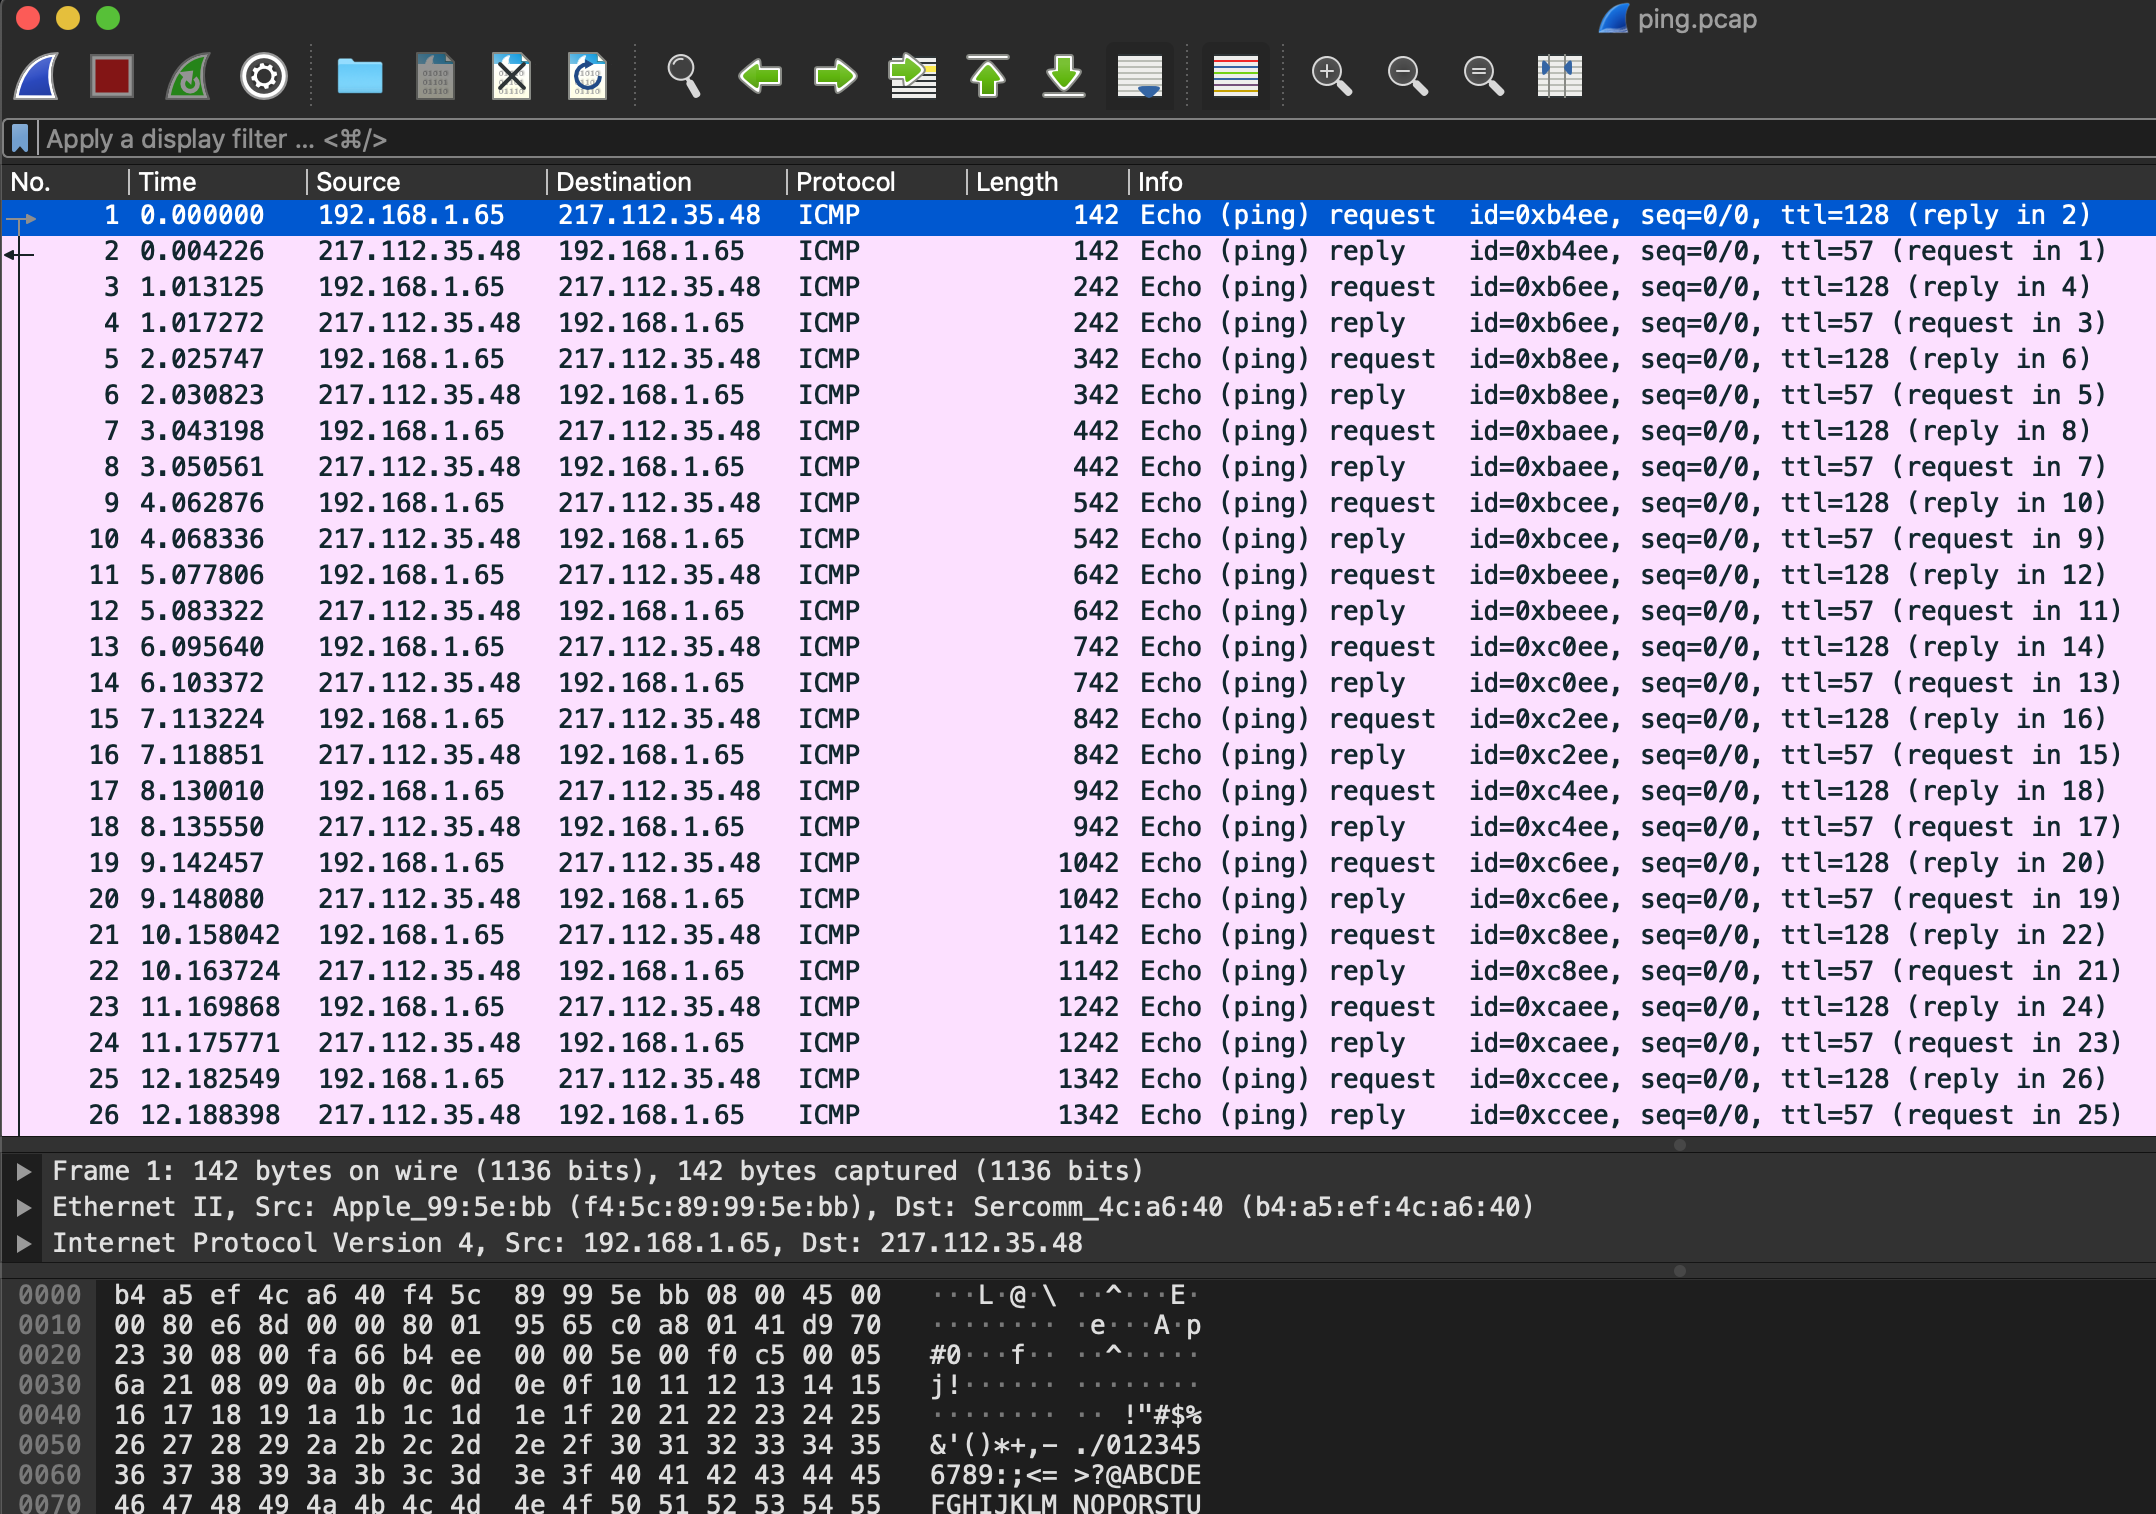 ping.pcap
Apply a display filter ... <⌘/>
No. Time Source Destination Protocol Length Info
1 0.000000 192.168.1.65 217.112.35.48 ICMP 142 Echo (ping) request id=0xb4ee, seq=0/0, ttl=128 (reply in 2)
2 0.004226 217.112.35.48 192.168.1.65 ICMP 142 Echo (ping) reply id=0xb4ee, seq=0/0, ttl=57 (request in 1)
3 1.013125 192.168.1.65 217.112.35.48 ICMP 242 Echo (ping) request id=0xb6ee, seq=0/0, ttl=128 (reply in 4)
4 1.017272 217.112.35.48 192.168.1.65 ICMP 242 Echo (ping) reply id=0xb6ee, seq=0/0, ttl=57 (request in 3)
5 2.025747 192.168.1.65 217.112.35.48 ICMP 342 Echo (ping) request id=0xb8ee, seq=0/0, ttl=128 (reply in 6)
6 2.030823 217.112.35.48 192.168.1.65 ICMP 342 Echo (ping) reply id=0xb8ee, seq=0/0, ttl=57 (request in 5)
7 3.043198 192.168.1.65 217.112.35.48 ICMP 442 Echo (ping) request id=0xbaee, seq=0/0, ttl=128 (reply in 8)
8 3.050561 217.112.35.48 192.168.1.65 ICMP 442 Echo (ping) reply id=0xbaee, seq=0/0, ttl=57 (request in 7)
9 4.062876 192.168.1.65 217.112.35.48 ICMP 542 Echo (ping) request id=0xbcee, seq=0/0, ttl=128 (reply in 10)
10 4.068336 217.112.35.48 192.168.1.65 ICMP 542 Echo (ping) reply id=0xbcee, seq=0/0, ttl=57 (request in 9)
11 5.077806 192.168.1.65 217.112.35.48 ICMP 642 Echo (ping) request id=0xbeee, seq=0/0, ttl=128 (reply in 12)
12 5.083322 217.112.35.48 192.168.1.65 ICMP 642 Echo (ping) reply id=0xbeee, seq=0/0, ttl=57 (request in 11)
13 6.095640 192.168.1.65 217.112.35.48 ICMP 742 Echo (ping) request id=0xc0ee, seq=0/0, ttl=128 (reply in 14)
14 6.103372 217.112.35.48 192.168.1.65 ICMP 742 Echo (ping) reply id=0xc0ee, seq=0/0, ttl=57 (request in 13)
15 7.113224 192.168.1.65 217.112.35.48 ICMP 842 Echo (ping) request id=0xc2ee, seq=0/0, ttl=128 (reply in 16)
16 7.118851 217.112.35.48 192.168.1.65 ICMP 842 Echo (ping) reply id=0xc2ee, seq=0/0, ttl=57 (request in 15)
17 8.130010 192.168.1.65 217.112.35.48 ICMP 942 Echo (ping) request id=0xc4ee, seq=0/0, ttl=128 (reply in 18)
18 8.135550 217.112.35.48 192.168.1.65 ICMP 942 Echo (ping) reply id=0xc4ee, seq=0/0, ttl=57 (request in 17)
19 9.142457 192.168.1.65 217.112.35.48 ICMP 1042 Echo (ping) request id=0xc6ee, seq=0/0, ttl=128 (reply in 20)
20 9.148080 217.112.35.48 192.168.1.65 ICMP 1042 Echo (ping) reply id=0xc6ee, seq=0/0, ttl=57 (request in 19)
21 10.158042 192.168.1.65 217.112.35.48 ICMP 1142 Echo (ping) request id=0xc8ee, seq=0/0, ttl=128 (reply in 22)
22 10.163724 217.112.35.48 192.168.1.65 ICMP 1142 Echo (ping) reply id=0xc8ee, seq=0/0, ttl=57 (request in 21)
23 11.169868 192.168.1.65 217.112.35.48 ICMP 1242 Echo (ping) request id=0xcaee, seq=0/0, ttl=128 (reply in 24)
24 11.175771 217.112.35.48 192.168.1.65 ICMP 1242 Echo (ping) reply id=0xcaee, seq=0/0, ttl=57 (request in 23)
25 12.182549 192.168.1.65 217.112.35.48 ICMP 1342 Echo (ping) request id=0xccee, seq=0/0, ttl=128 (reply in 26)
26 12.188398 217.112.35.48 192.168.1.65 ICMP 1342 Echo (ping) reply id=0xccee, seq=0/0, ttl=57 (request in 25)
Frame 1: 142 bytes on wire (1136 bits), 142 bytes captured (1136 bits)
Ethernet II, Src: Apple_99:5e:bb (f4:5c:89:99:5e:bb), Dst: Sercomm_4c:a6:40 (b4:a5:ef:4c:a6:40)
Internet Protocol Version 4, Src: 192.168.1.65, Dst: 217.112.35.48
0000 b4 a5 ef 4c a6 40 f4 5c 89 99 5e bb 08 00 45 00 ···L·@·\ ··^···E·
0010 00 80 e6 8d 00 00 80 01 95 65 c0 a8 01 41 d9 70 ········ ·e···A·p
0020 23 30 08 00 fa 66 b4 ee 00 00 5e 00 f0 c5 00 05 #0···f·· ··^·····
0030 6a 21 08 09 0a 0b 0c 0d 0e 0f 10 11 12 13 14 15 j!······ ········
0040 16 17 18 19 1a 1b 1c 1d 1e 1f 20 21 22 23 24 25 ········ ·· !"#$%
0050 26 27 28 29 2a 2b 2c 2d 2e 2f 30 31 32 33 34 35 &'()*+,- ./012345
0060 36 37 38 39 3a 3b 3c 3d 3e 3f 40 41 42 43 44 45 6789:;<= >?@ABCDE
0070 46 47 48 49 4a 4b 4c 4d 4e 4f 50 51 52 53 54 55 FGHIJKLM NOPQRSTU